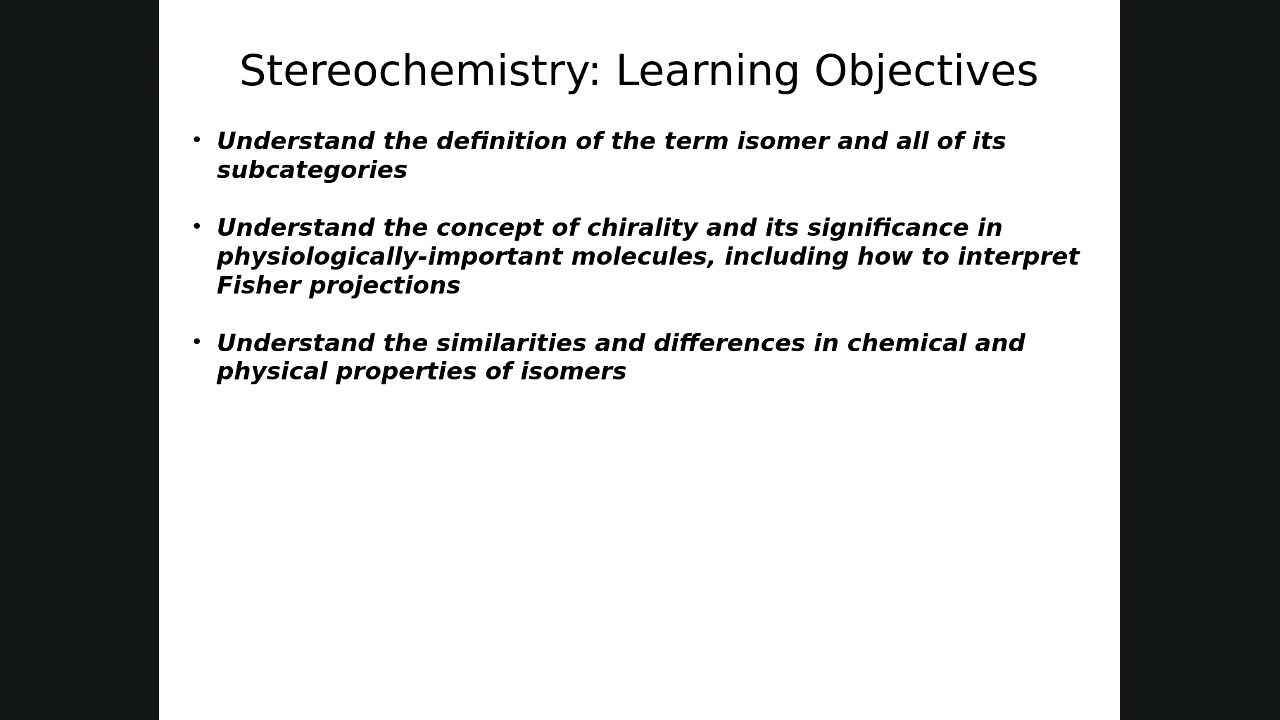 Stereochemistry: Learning Objectives
• Understand the definition of the term isomer and all of its
subcategories
• Understand the concept of chirality and its significance in
physiologically-important molecules, including how to interpret
Fisher projections
• Understand the similarities and differences in chemical and
physical properties of isomers